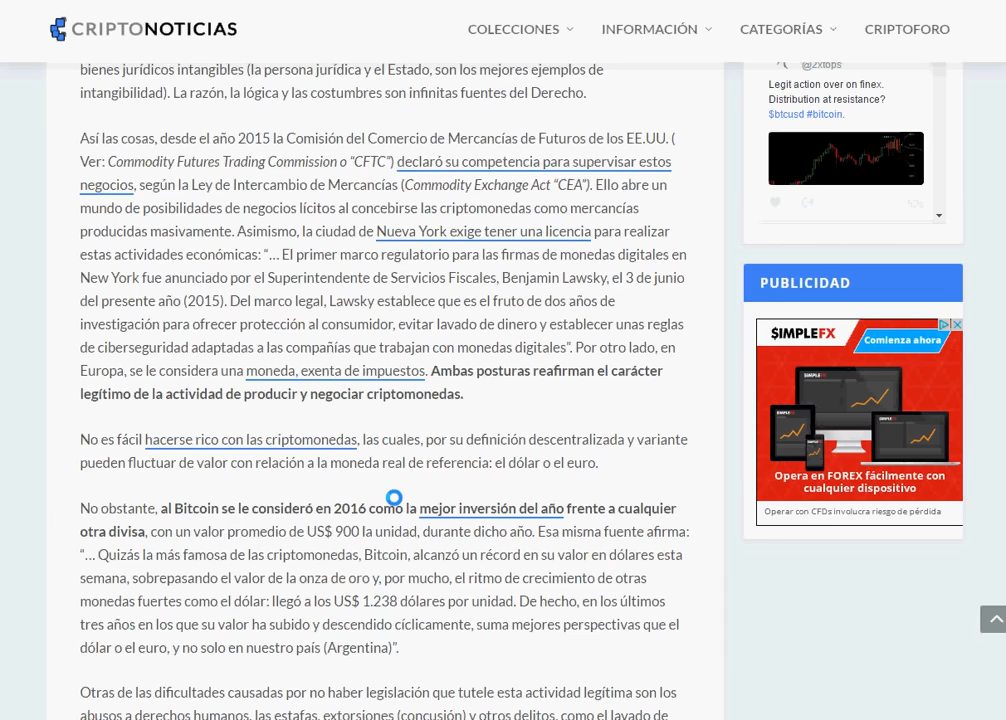 CRIPTONOTICIAS
COLECCIONES
INFORMACIÓN
CATEGORÍAS
CRIPTOFORO
bienes jurídicos intangibles (la persona jurídica y el Estado, son los mejores ejemplos de
intangibilidad). La razón, la lógica y las costumbres son infinitas fuentes del Derecho.
Así las cosas, desde el año 2015 la Comisión del Comercio de Mercancías de Futuros de los EE.UU. (
Ver: Commodity Futures Trading Commission o “CFTC”) declaró su competencia para supervisar estos
negocios, según la Ley de Intercambio de Mercancías (Commodity Exchange Act “CEA”). Ello abre un
mundo de posibilidades de negocios lícitos al concebirse las criptomonedas como mercancías
producidas masivamente. Asimismo, la ciudad de Nueva York exige tener una licencia para realizar
estas actividades económicas: “… El primer marco regulatorio para las firmas de monedas digitales en
New York fue anunciado por el Superintendente de Servicios Fiscales, Benjamin Lawsky, el 3 de junio
del presente año (2015). Del marco legal, Lawsky establece que es el fruto de dos años de
investigación para ofrecer protección al consumidor, evitar lavado de dinero y establecer unas reglas
de ciberseguridad adaptadas a las compañías que trabajan con monedas digitales”. Por otro lado, en
Europa, se le considera una moneda, exenta de impuestos. Ambas posturas reafirman el carácter
legítimo de la actividad de producir y negociar criptomonedas.
No es fácil hacerse rico con las criptomonedas, las cuales, por su definición descentralizada y variante
pueden fluctuar de valor con relación a la moneda real de referencia: el dólar o el euro.
No obstante, al Bitcoin se le consideró en 2016 como la mejor inversión del año frente a cualquier
otra divisa, con un valor promedio de US$ 900 la unidad, durante dicho año. Esa misma fuente afirma:
“… Quizás la más famosa de las criptomonedas, Bitcoin, alcanzó un récord en su valor en dólares esta
semana, sobrepasando el valor de la onza de oro y, por mucho, el ritmo de crecimiento de otras
monedas fuertes como el dólar: llegó a los US$ 1.238 dólares por unidad. De hecho, en los últimos
tres años en los que su valor ha subido y descendido cíclicamente, suma mejores perspectivas que el
dólar o el euro, y no solo en nuestro país (Argentina)”.
Otras de las dificultades causadas por no haber legislación que tutele esta actividad legítima son los
abusos a derechos humanos, las estafas, extorsiones (concusión) y otros delitos, como el lavado de
@2xtops
Legit action over on finex.
Distribution at resistance?
$btcusd #bitcoin.
PUBLICIDAD
$IMPLEFX
Comienza ahora
Opera en FOREX fácilmente con
cualquier dispositivo
Operar con CFDs involucra riesgo de pérdida